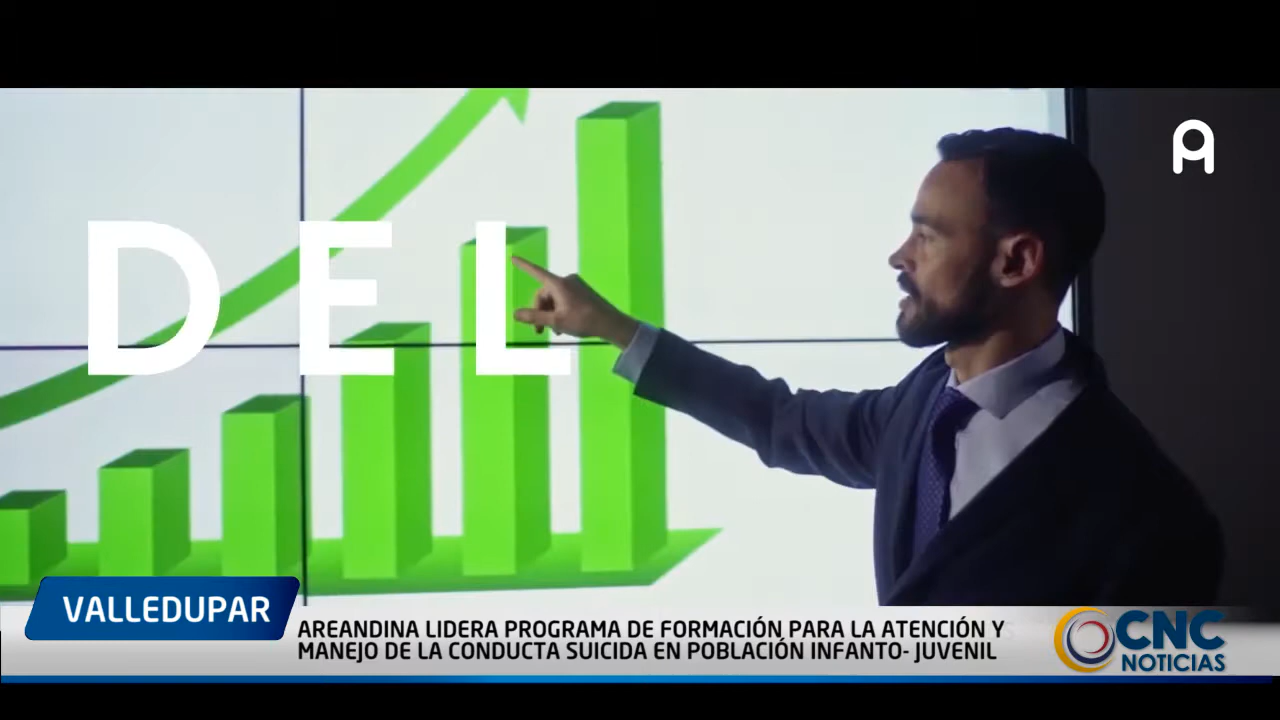 DEL
VALLEDUPAR
AREANDINA LIDERA PROGRAMA DE FORMACIÓN PARA LA ATENCIÓN Y
MANEJO DE LA CONDUCTA SUICIDA EN POBLACIÓN INFANTO- JUVENIL
CNC
NOTICIAS